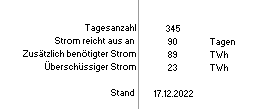 Tagesanzahl 345
Strom reicht aus an 90 Tagen
Zusätzlich benötigter Strom 89 TWh
Überschüssiger Strom 23 TWh
Stand 17.12.2022